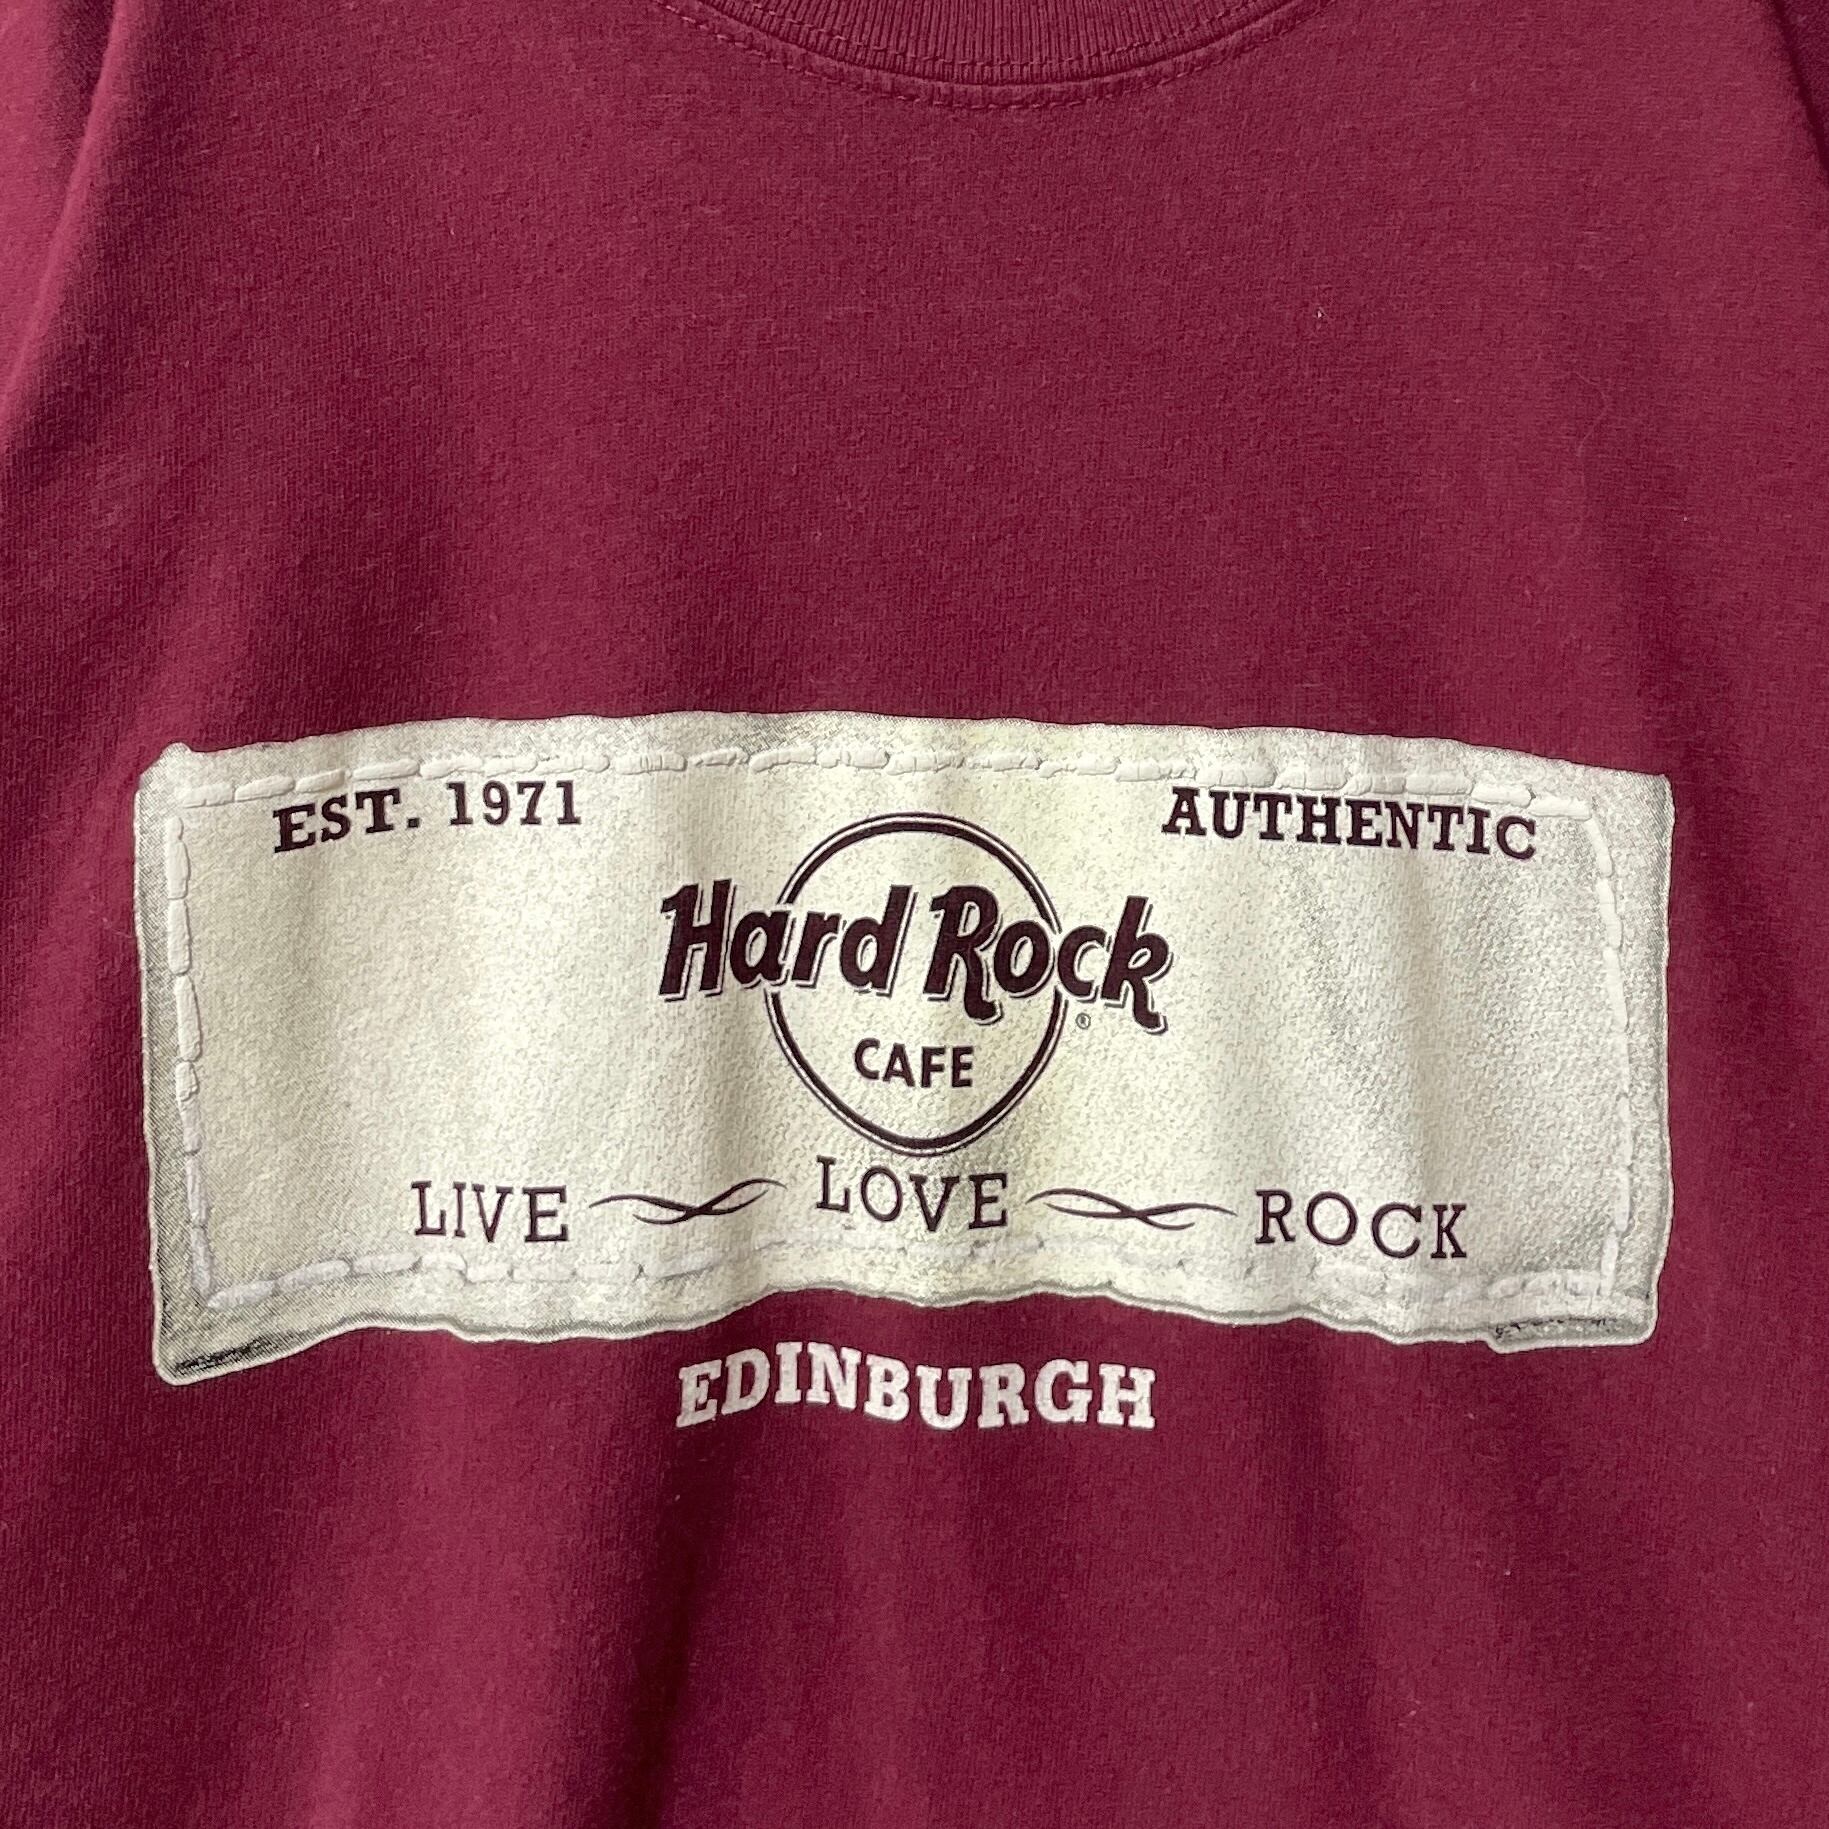 EST. 1971 AUTHENTIC
Hard Rock ®
CAFE
LIVE LOVE ROCK
EDINBURGH